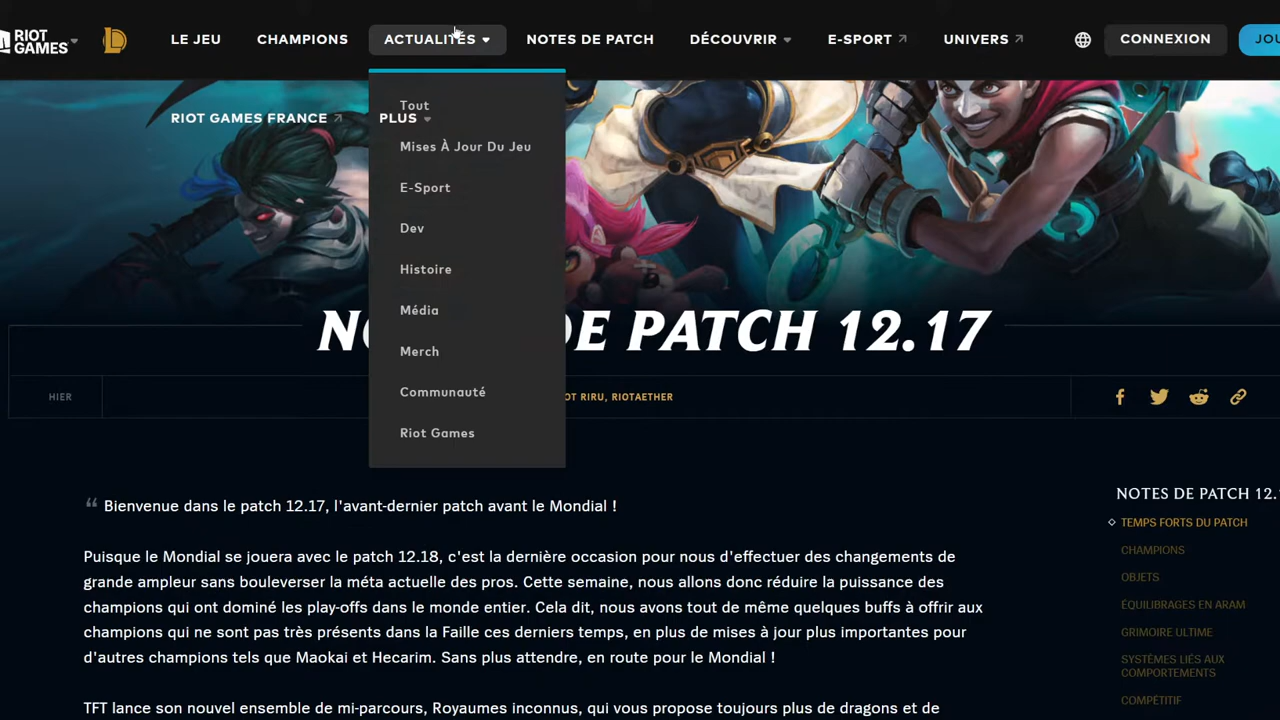 RIOT GAMES
LE JEU CHAMPIONS ACTUALITÉS NOTES DE PATCH DÉCOUVRIR E-SPORT UNIVERS CONNEXION
RIOT GAMES FRANCE PLUS
Tout
Mises À Jour Du Jeu
E-Sport
Dev
Histoire
Média
Merch
Communauté
Riot Games
DE PATCH 12.17
HIER
RIRU, RIOTAETHER
“ Bienvenue dans le patch 12.17, l'avant-dernier patch avant le Mondial !
Puisque le Mondial se jouera avec le patch 12.18, c'est la dernière occasion pour nous d'effectuer des changements de
grande ampleur sans bouleverser la méta actuelle des pros. Cette semaine, nous allons donc réduire la puissance des
champions qui ont dominé les play-offs dans le monde entier. Cela dit, nous avons tout de même quelques buffs à offrir aux
champions qui ne sont pas très présents dans la Faille ces derniers temps, en plus de mises à jour plus importantes pour
d'autres champions tels que Maokai et Hecarim. Sans plus attendre, en route pour le Mondial !
TFT lance son nouvel ensemble de mi-parcours, Royaumes inconnus, qui vous propose toujours plus de dragons et de
NOTES DE PATCH 12.
TEMPS FORTS DU PATCH
CHAMPIONS
OBJETS
ÉQUILIBRAGES EN ARAM
GRIMOIRE ULTIME
SYSTÈMES LIÉS AUX
COMPORTEMENTS
COMPÉTITIF